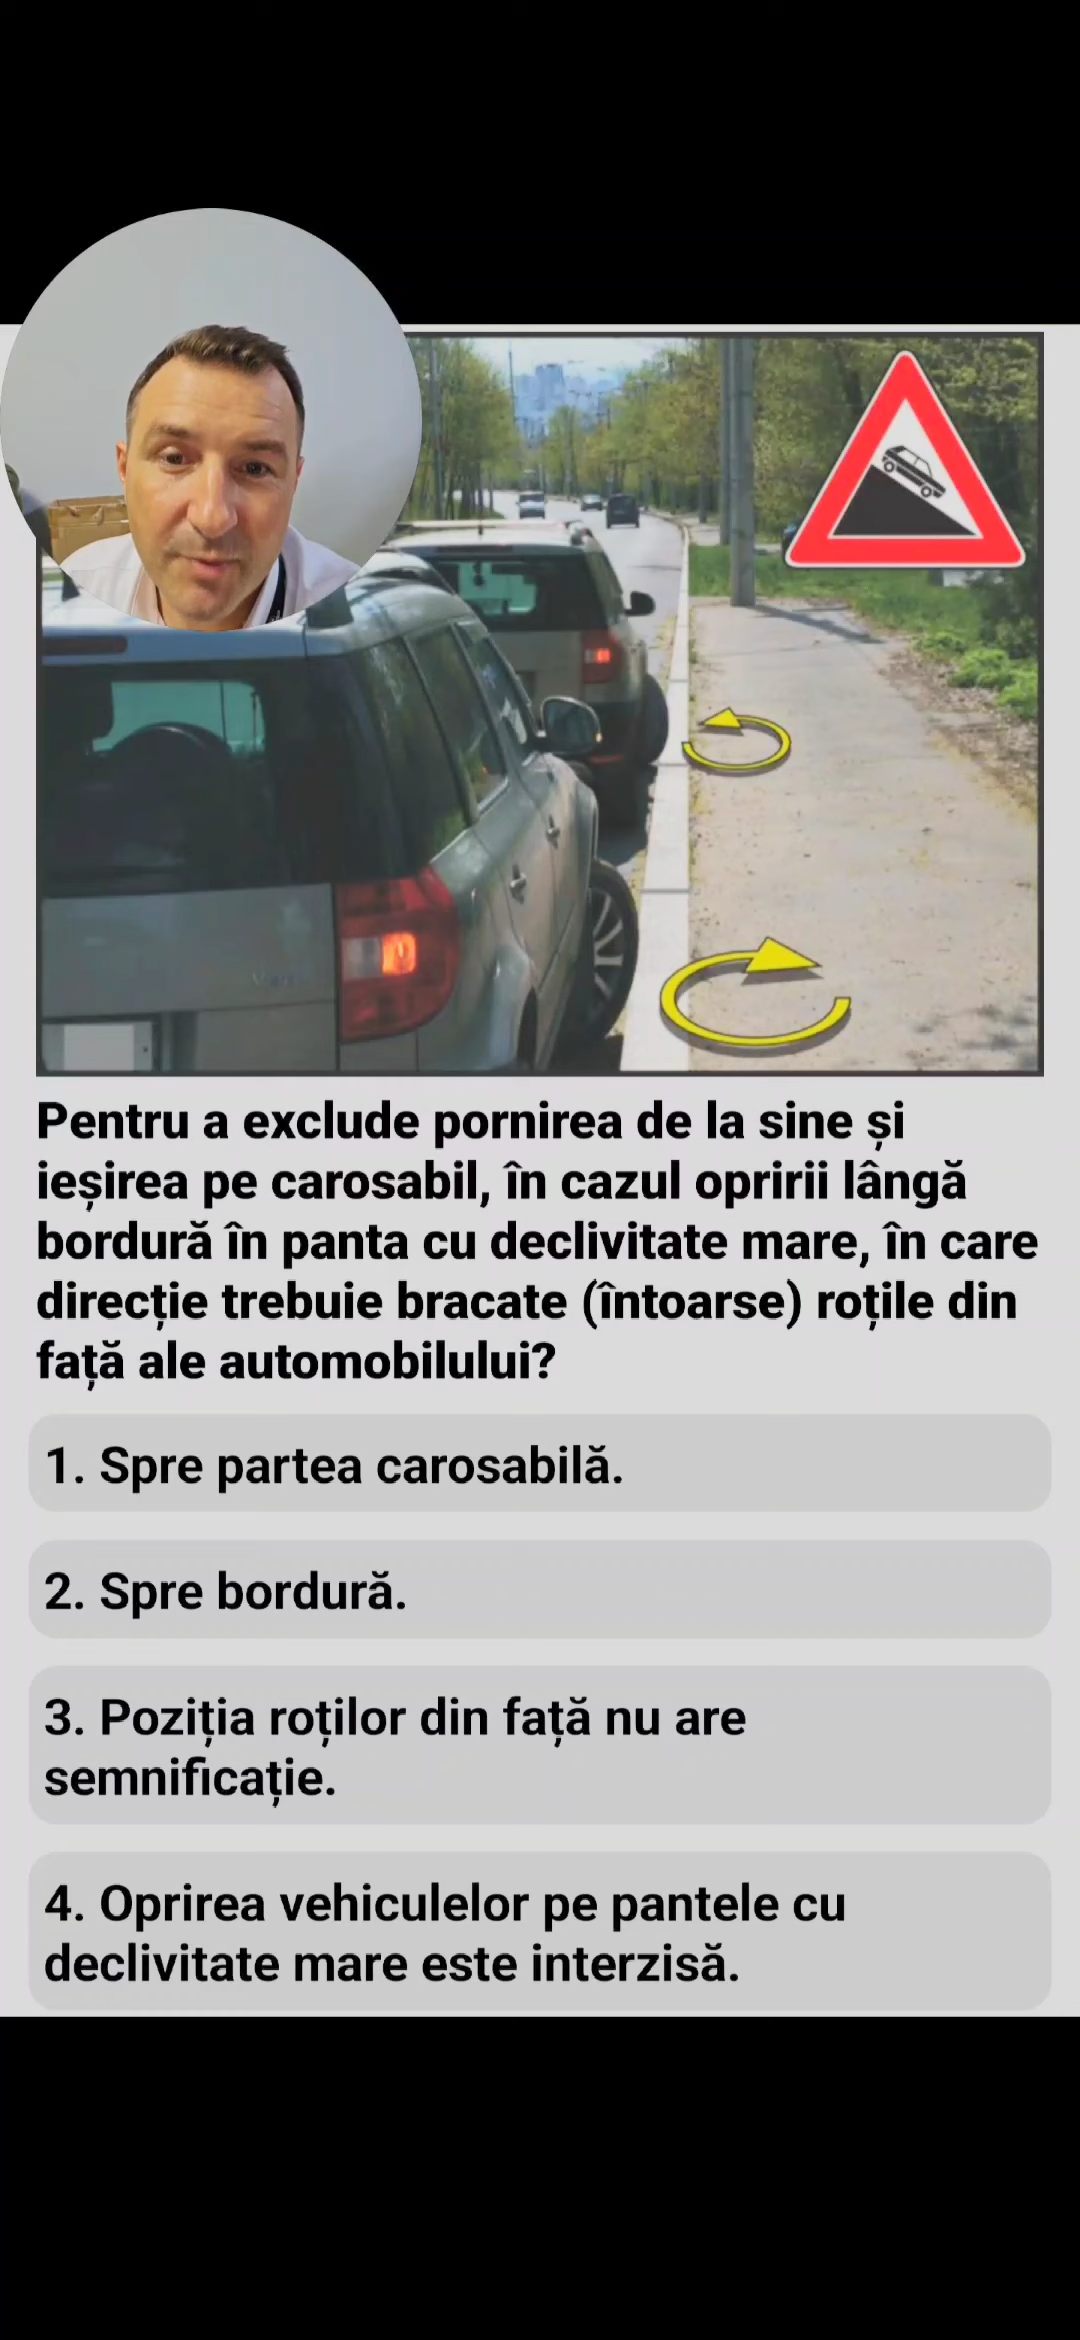 Pentru a exclude pornirea de la sine și
ieșirea pe carosabil, în cazul opririi lângă
bordură în panta cu declivitate mare, în care
direcție trebuie bracate (întoarse) roțile din
față ale automobilului?
1. Spre partea carosabilă.
2. Spre bordură.
3. Poziția roților din față nu are
semnificație.
4. Oprirea vehiculelor pe pantele cu
declivitate mare este interzisă.